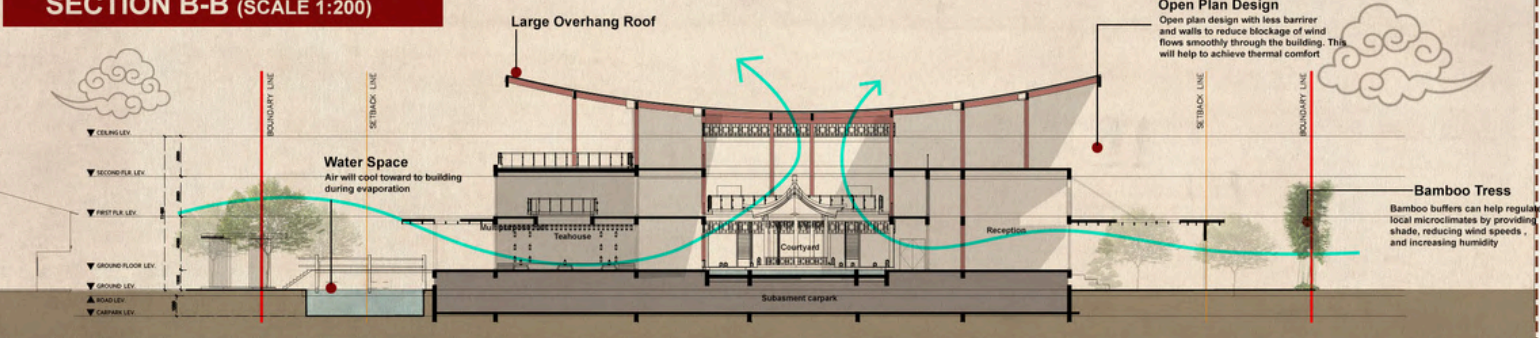 SECTION B-B (SCALE 1:200)
Large Overhang Roof
Open Plan Design
Open plan design with less barrirer
and walls to reduce blockage of wind
flows smoothly through the building. This
will help to achieve thermal comfort
BOUNDARY LINE
SETBACK LINE
SETBACK LINE
BOUNDARY LINE
CEILING LEV.
SECOND FLR. LEV.
FIRST FLR. LEV.
GROUND FLOOR LEV.
GROUND LEV.
ROAD LEV.
CARPARK LEV.
Water Space
Air will cool toward to building
during evaporation
Teahouse
Courtyard
Reception
Subasment carpark
Bamboo Tress
Bamboo buffers can help regulat
local microclimates by providing
shade, reducing wind speeds ,
and increasing humidity